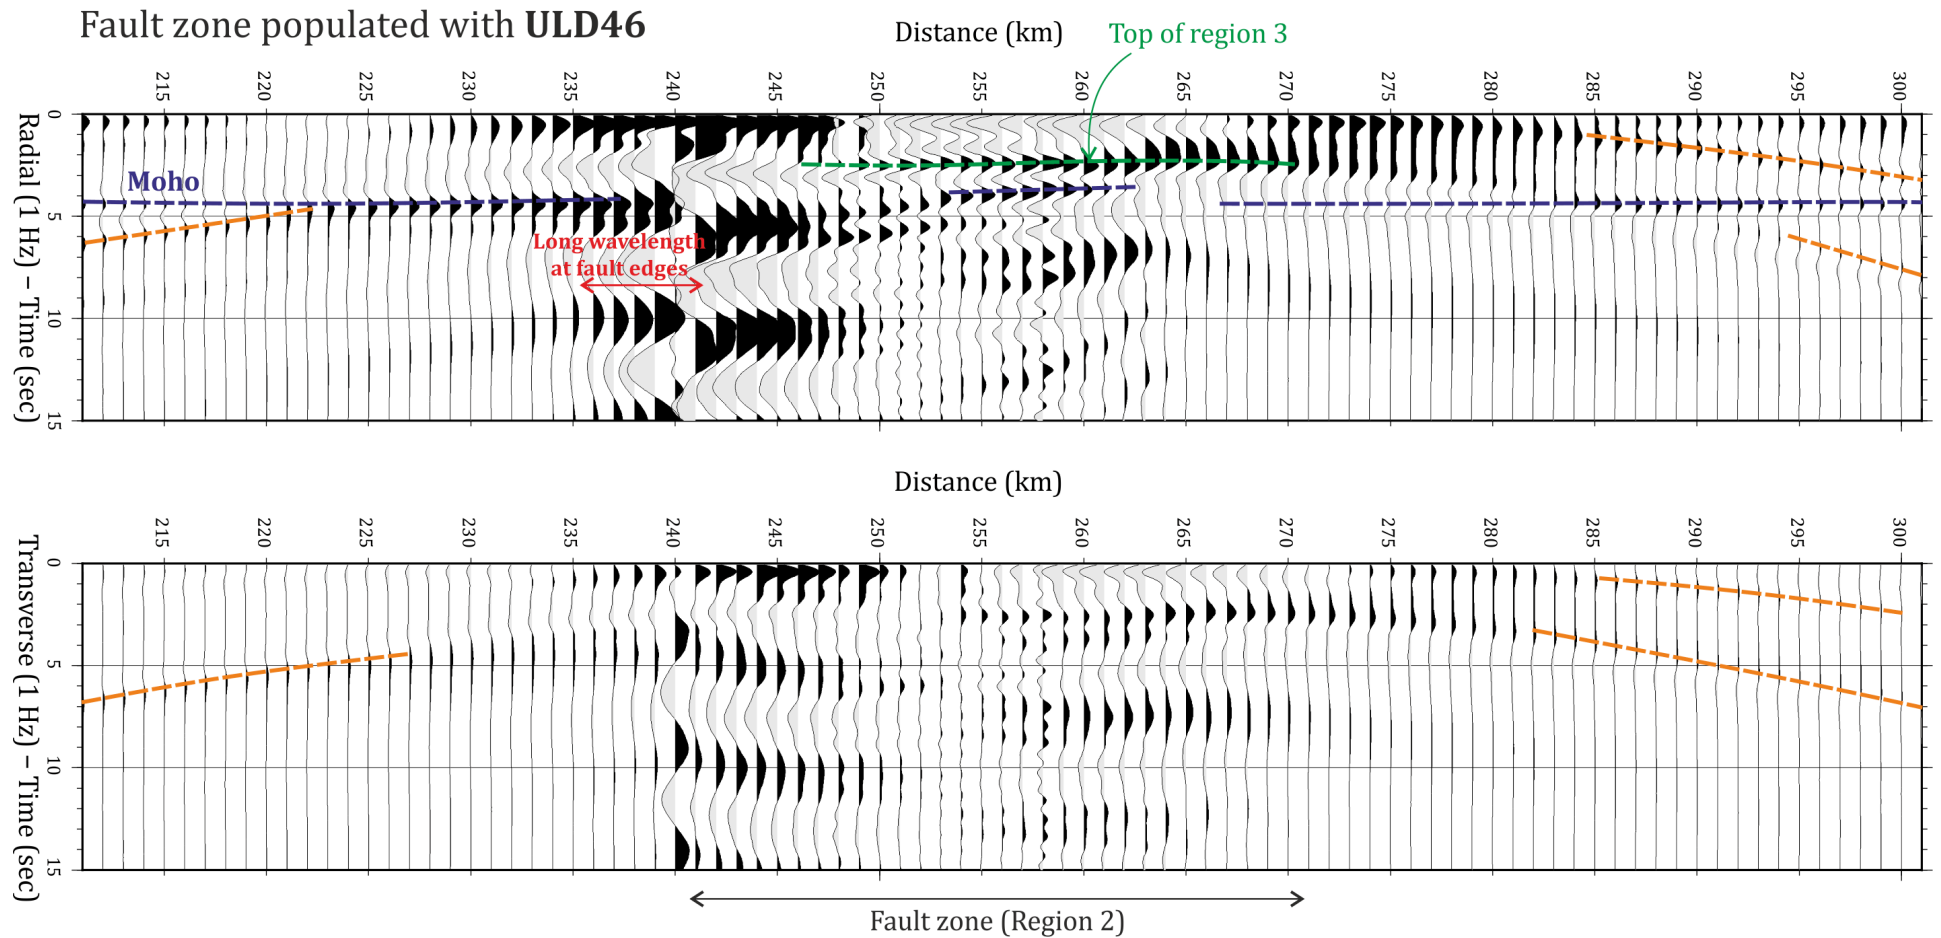 Fault zone populated with ULD46
Distance (km)
Top of region 3
215 220 225 230 235 240 245 250 255 260 265 270 275 280 285 290 295 300
Radial (1 Hz) – Time (sec)
0
5
10
15
Moho
Long wavelength
at fault edges
Distance (km)
215 220 225 230 235 240 245 250 255 260 265 270 275 280 285 290 295 300
Transverse (1 Hz) – Time (sec)
0
5
10
15
Fault zone (Region 2)